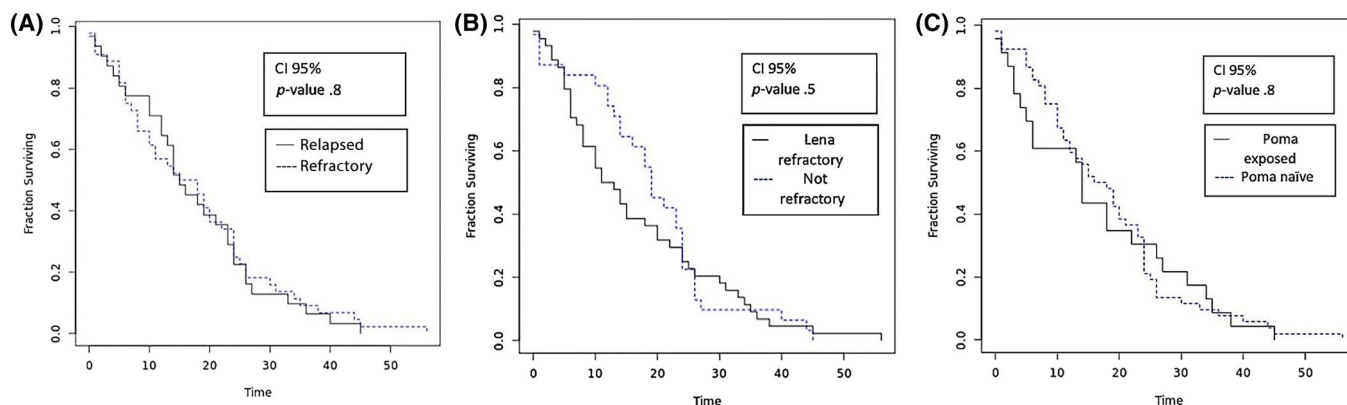 (A)
Fraction Surviving
1.0
0.8
0.6
0.4
0.2
0.0
CI 95%
p-value .8
Relapsed
Refractory
0 10 20 30 40 50
Time
(B)
Fraction Surviving
1.0
0.8
0.6
0.4
0.2
0.0
CI 95%
p-value .5
Lena
refractory
Not
refractory
0 10 20 30 40 50
Time
(C)
Fraction Surviving
1.0
0.8
0.6
0.4
0.2
0.0
CI 95%
p-value .8
Poma
exposed
Poma naïve
0 10 20 30 40 50
Time